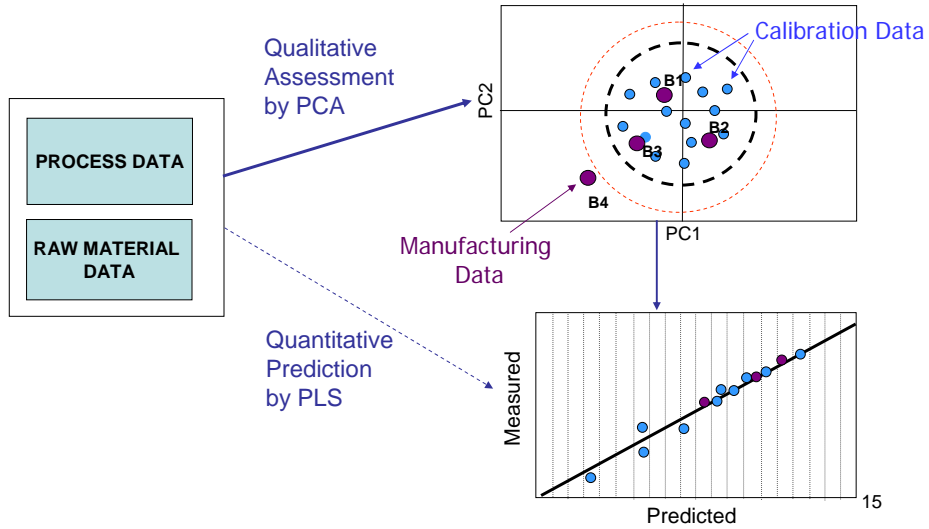 Qualitative
Assessment
by PCA
PROCESS DATA
RAW MATERIAL
DATA
Quantitative
Prediction
by PLS
Calibration Data
PC2
B1
B2
B3
B4
PC1
Manufacturing
Data
Measured
15
Predicted